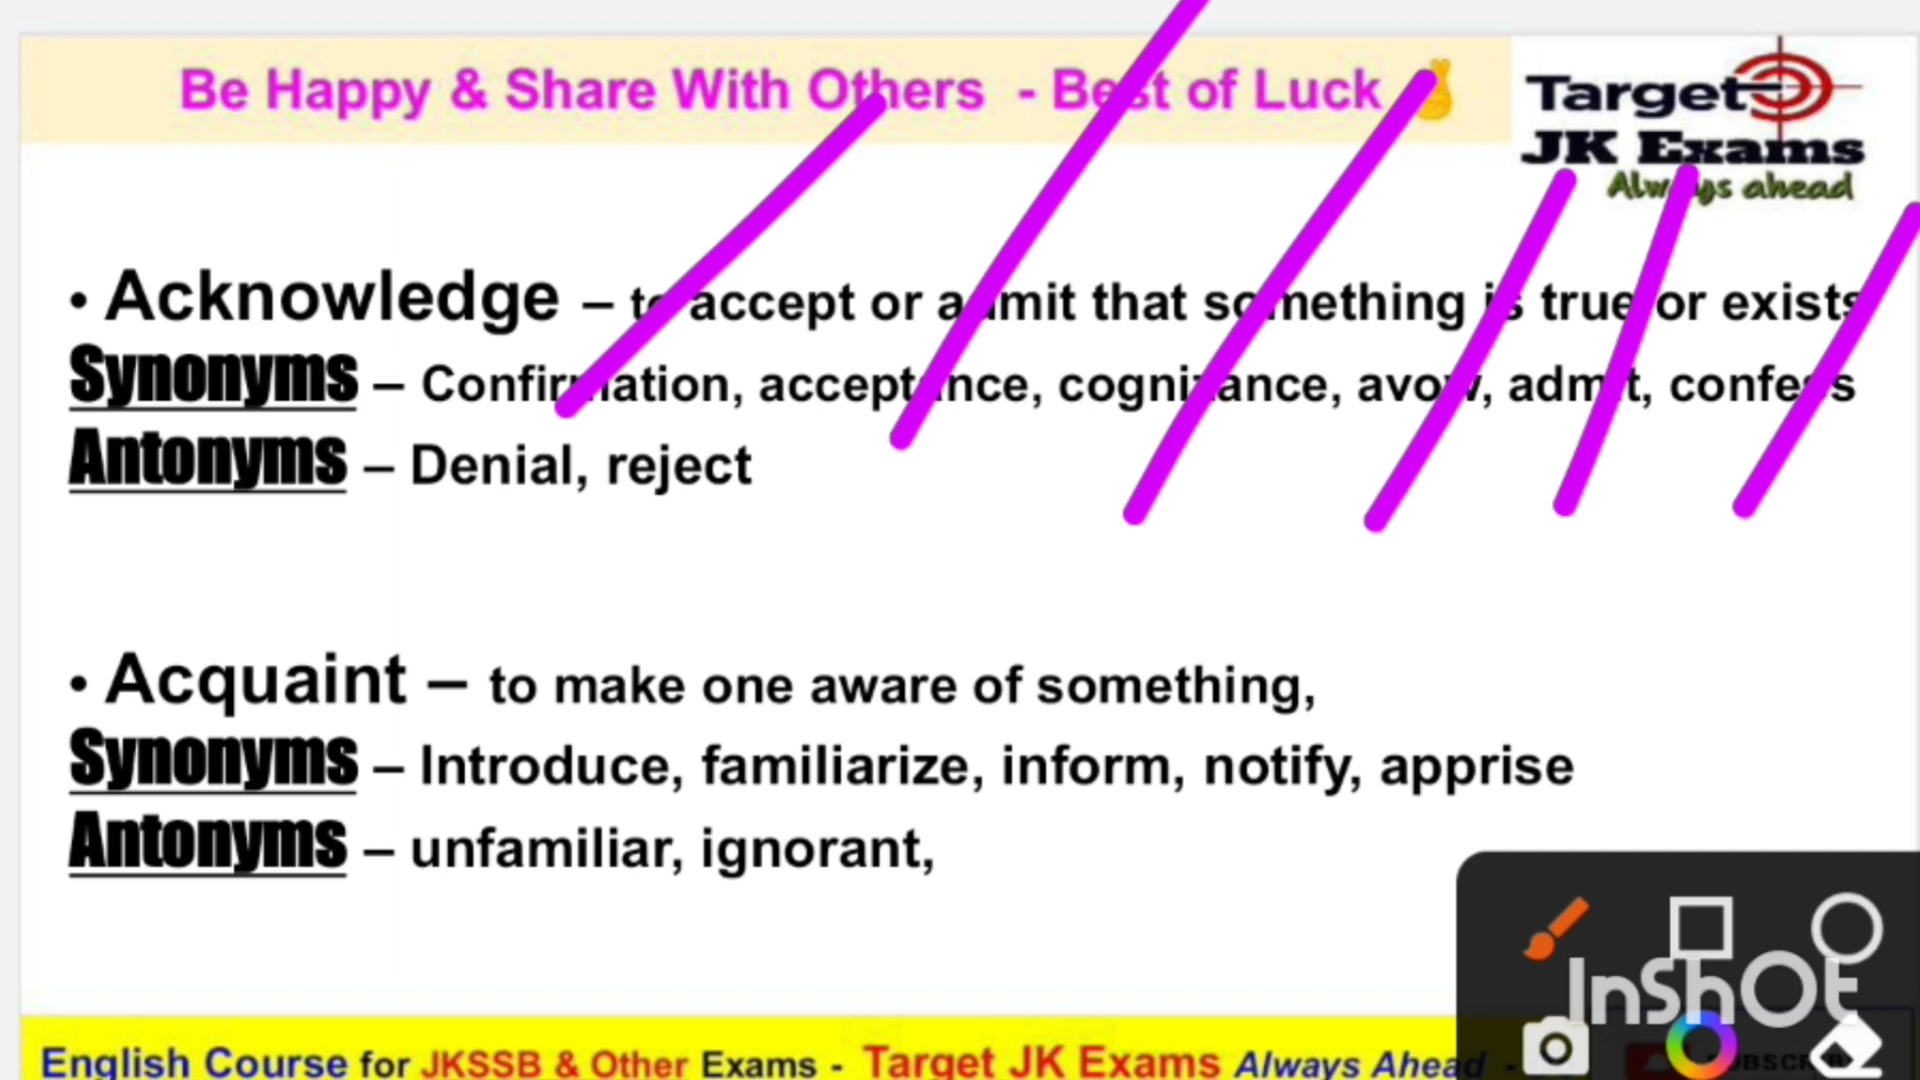 Be Happy & Share With Others - Best of Luck
Target
JK Exams
Always ahead
• Acknowledge – to accept or admit that something is true or exists
Synonyms – Confirmation, acceptance, cognizance, avow, admit, confess
Antonyms – Denial, reject
• Acquaint – to make one aware of something,
Synonyms – Introduce, familiarize, inform, notify, apprise
Antonyms – unfamiliar, ignorant,
InShOt
English Course for JKSSB & Other Exams - Target JK Exams Always Ahead -